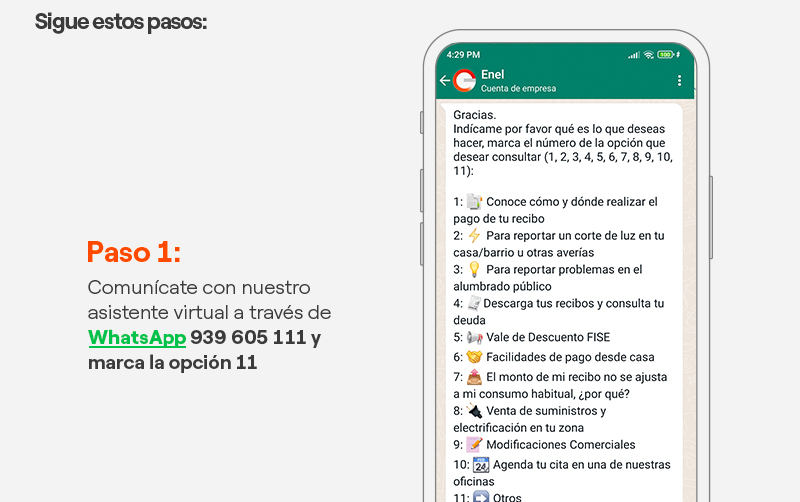 Sigue estos pasos:
Paso 1:
Comunícate con nuestro
asistente virtual a través de
WhatsApp 939 605 111 y
marca la opción 11
4:29 PM
100
Enel
Cuenta de empresa
Gracias.
Indícame por favor qué es lo que deseas
hacer, marca el número de la opción que
desear consultar (1, 2, 3, 4, 5, 6, 7, 8, 9, 10,
11):
1: Conoce cómo y dónde realizar el
pago de tu recibo
2: Para reportar un corte de luz en tu
casa/barrio u otras averías
3: Para reportar problemas en el
alumbrado público
4: Descarga tus recibos y consulta tu
deuda
5: Vale de Descuento FISE
6: Facilidades de pago desde casa
7: El monto de mi recibo no se ajusta
a mi consumo habitual, ¿por qué?
8: Venta de suministros y
electrificación en tu zona
9: Modificaciones Comerciales
10: Agenda tu cita en una de nuestras
oficinas
11: Otros